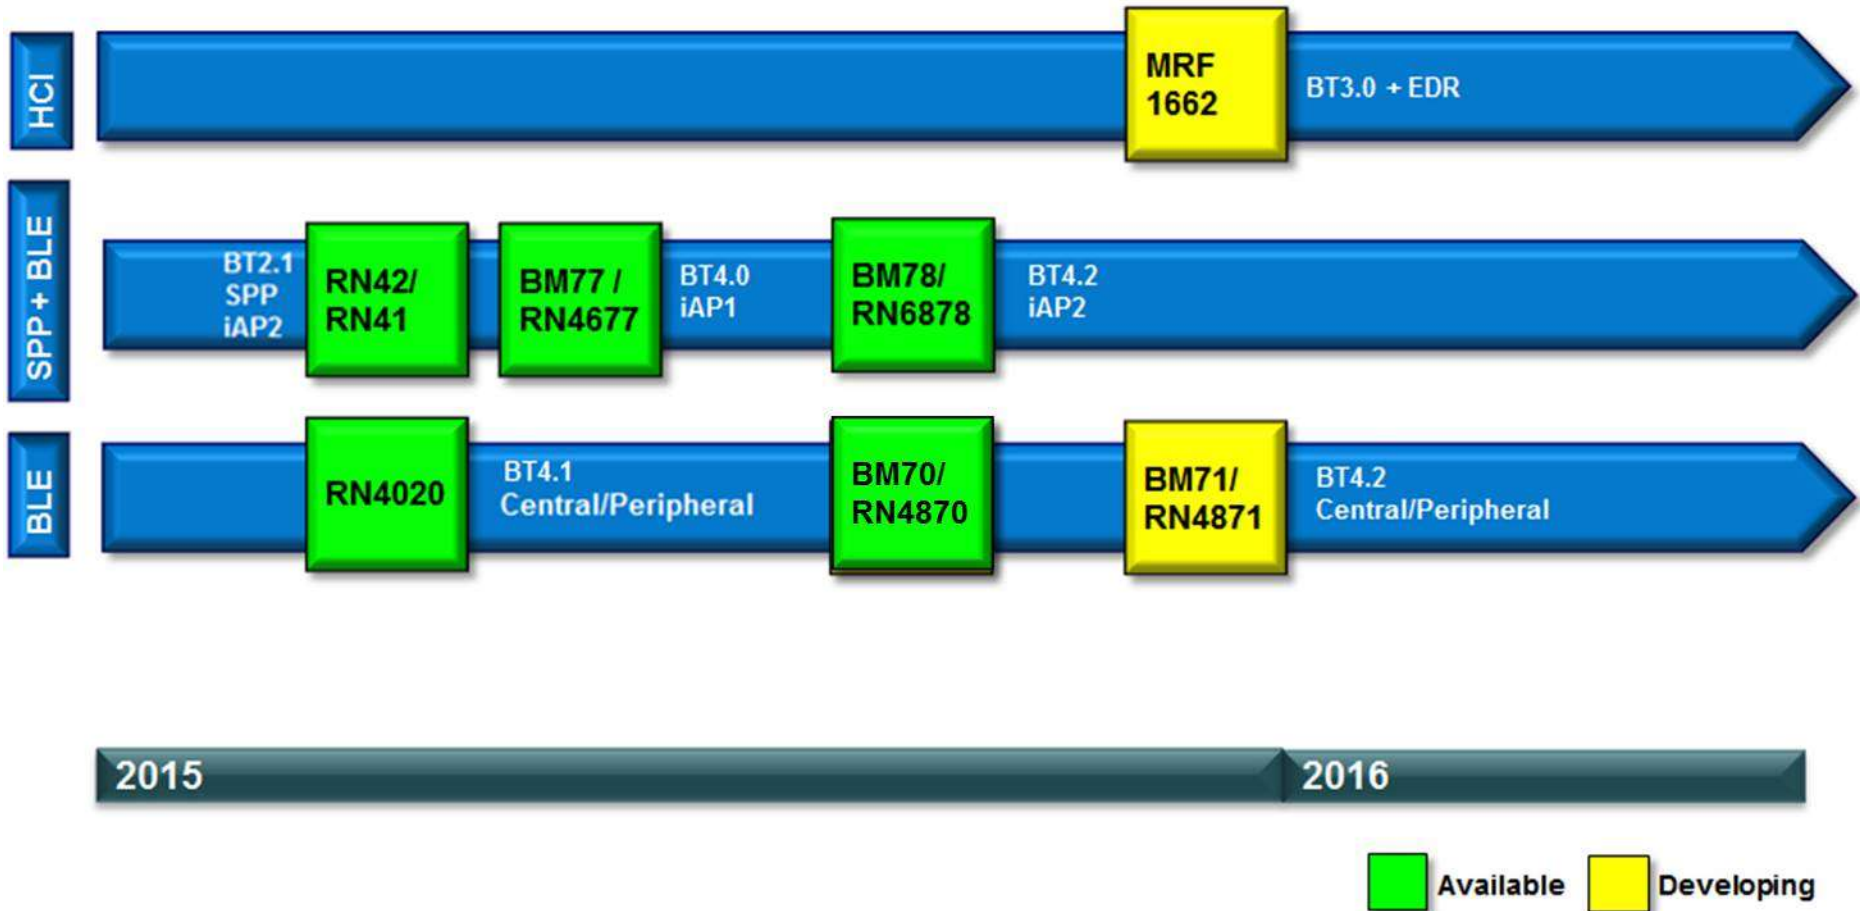 HCI
MRF
1662
BT3.0 + EDR
SPP + BLE
BT2.1
SPP
iAP2
RN42/
RN41
BM77 /
RN4677
BT4.0
iAP1
BM78/
RN6878
BT4.2
iAP2
BLE
RN4020
BT4.1
Central/Peripheral
BM70/
RN4870
BM71/
RN4871
BT4.2
Central/Peripheral
2015
2016
Available
Developing